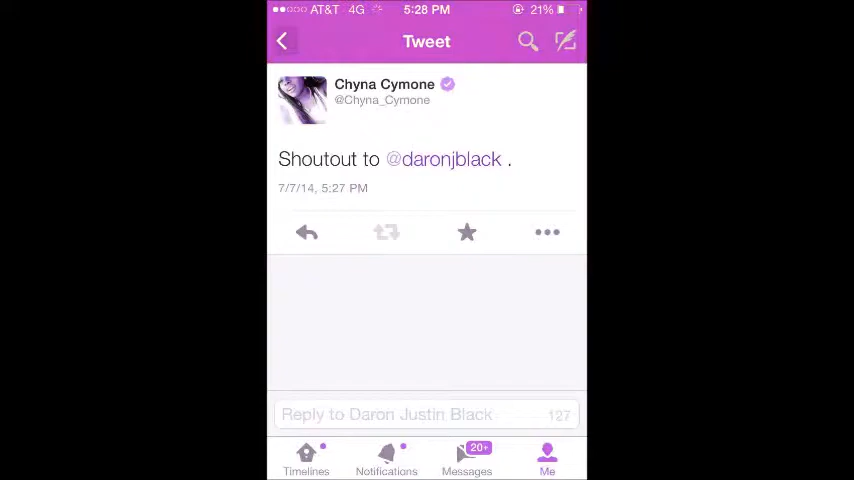 AT&T 4G 5:28 PM 21%
Tweet
Chyna Cymone
@Chyna_Cymone
Shoutout to @daronjblack .
7/7/14, 5:27 PM
Reply to Daron Justin Black 127
20+
Timelines Notifications Messages Me